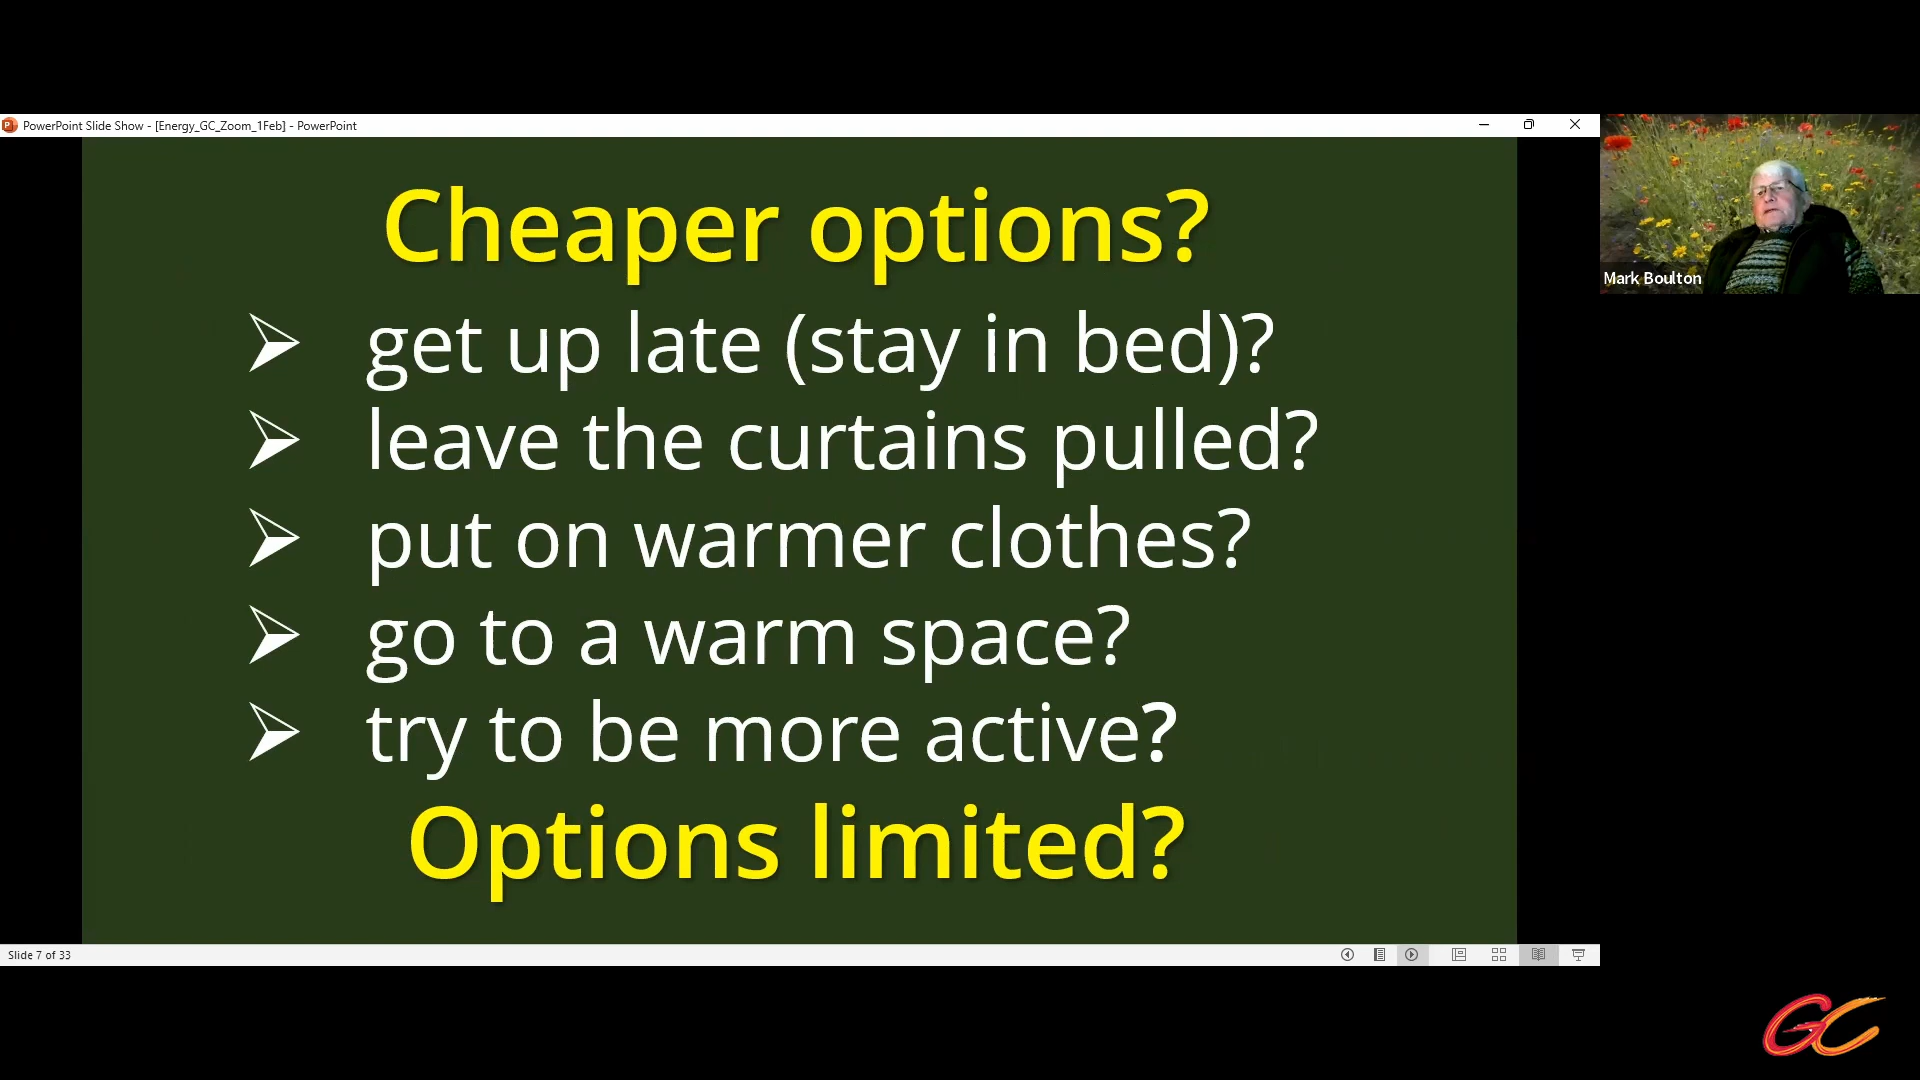 PowerPoint Slide Show - [Energy_GC_Zoom_1Feb] - PowerPoint
Cheaper options?
get up late (stay in bed)?
leave the curtains pulled?
put on warmer clothes?
go to a warm space?
try to be more active?
Options limited?
Mark Boulton
Slide 7 of 33
GC